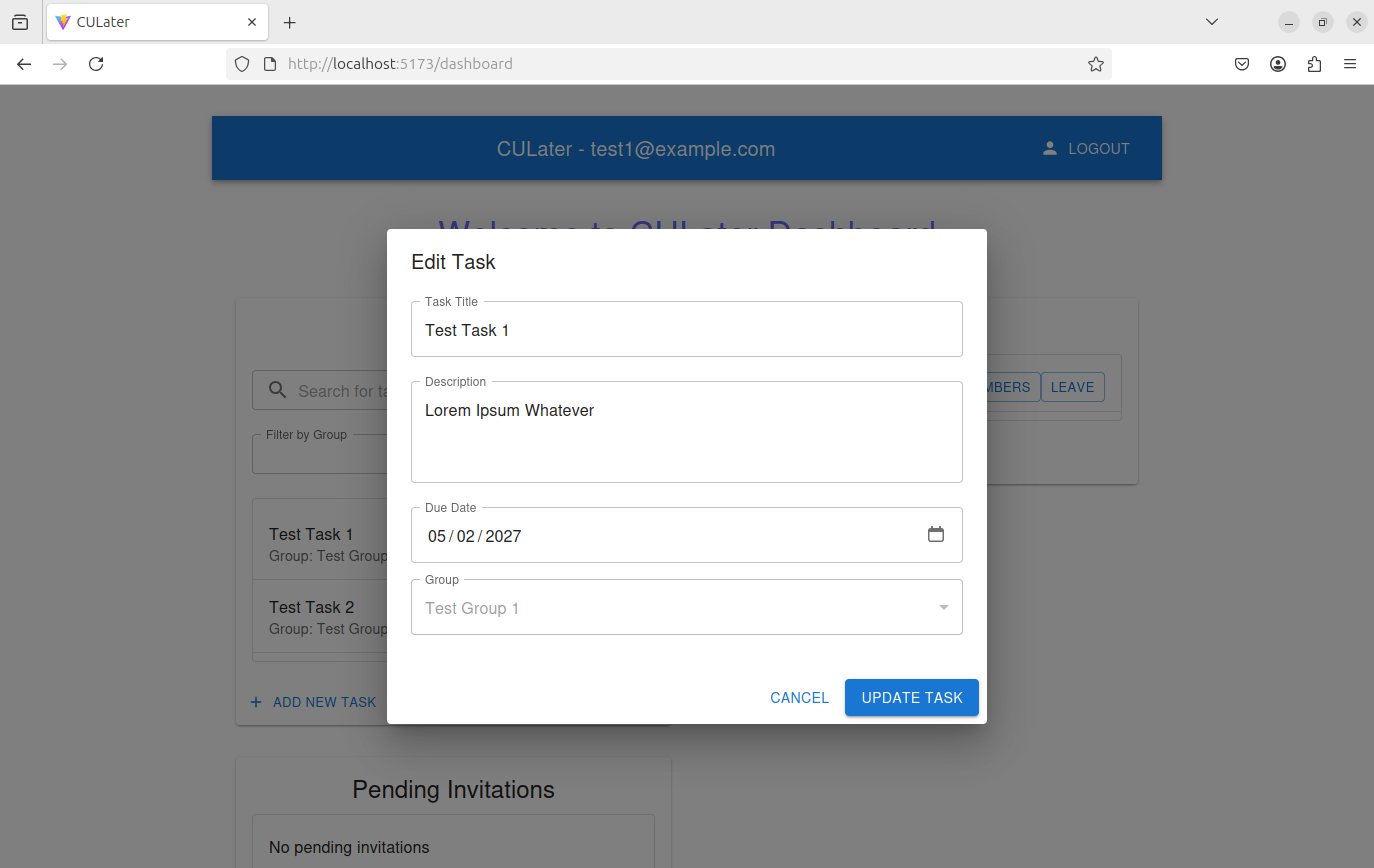 CULater
http://localhost:5173/dashboard
CULater - test1@example.com
LOGOUT
Welcome to CULater Dashboard
Edit Task
Task Title
Test Task 1
Description
Lorem Ipsum Whatever
Due Date
05/02/2027
Group
Test Group 1
CANCEL
UPDATE TASK
Search for ta
Filter by Group
Test Task 1
Group: Test Group
Test Task 2
Group: Test Group
ADD NEW TASK
MBERS
LEAVE
Pending Invitations
No pending invitations